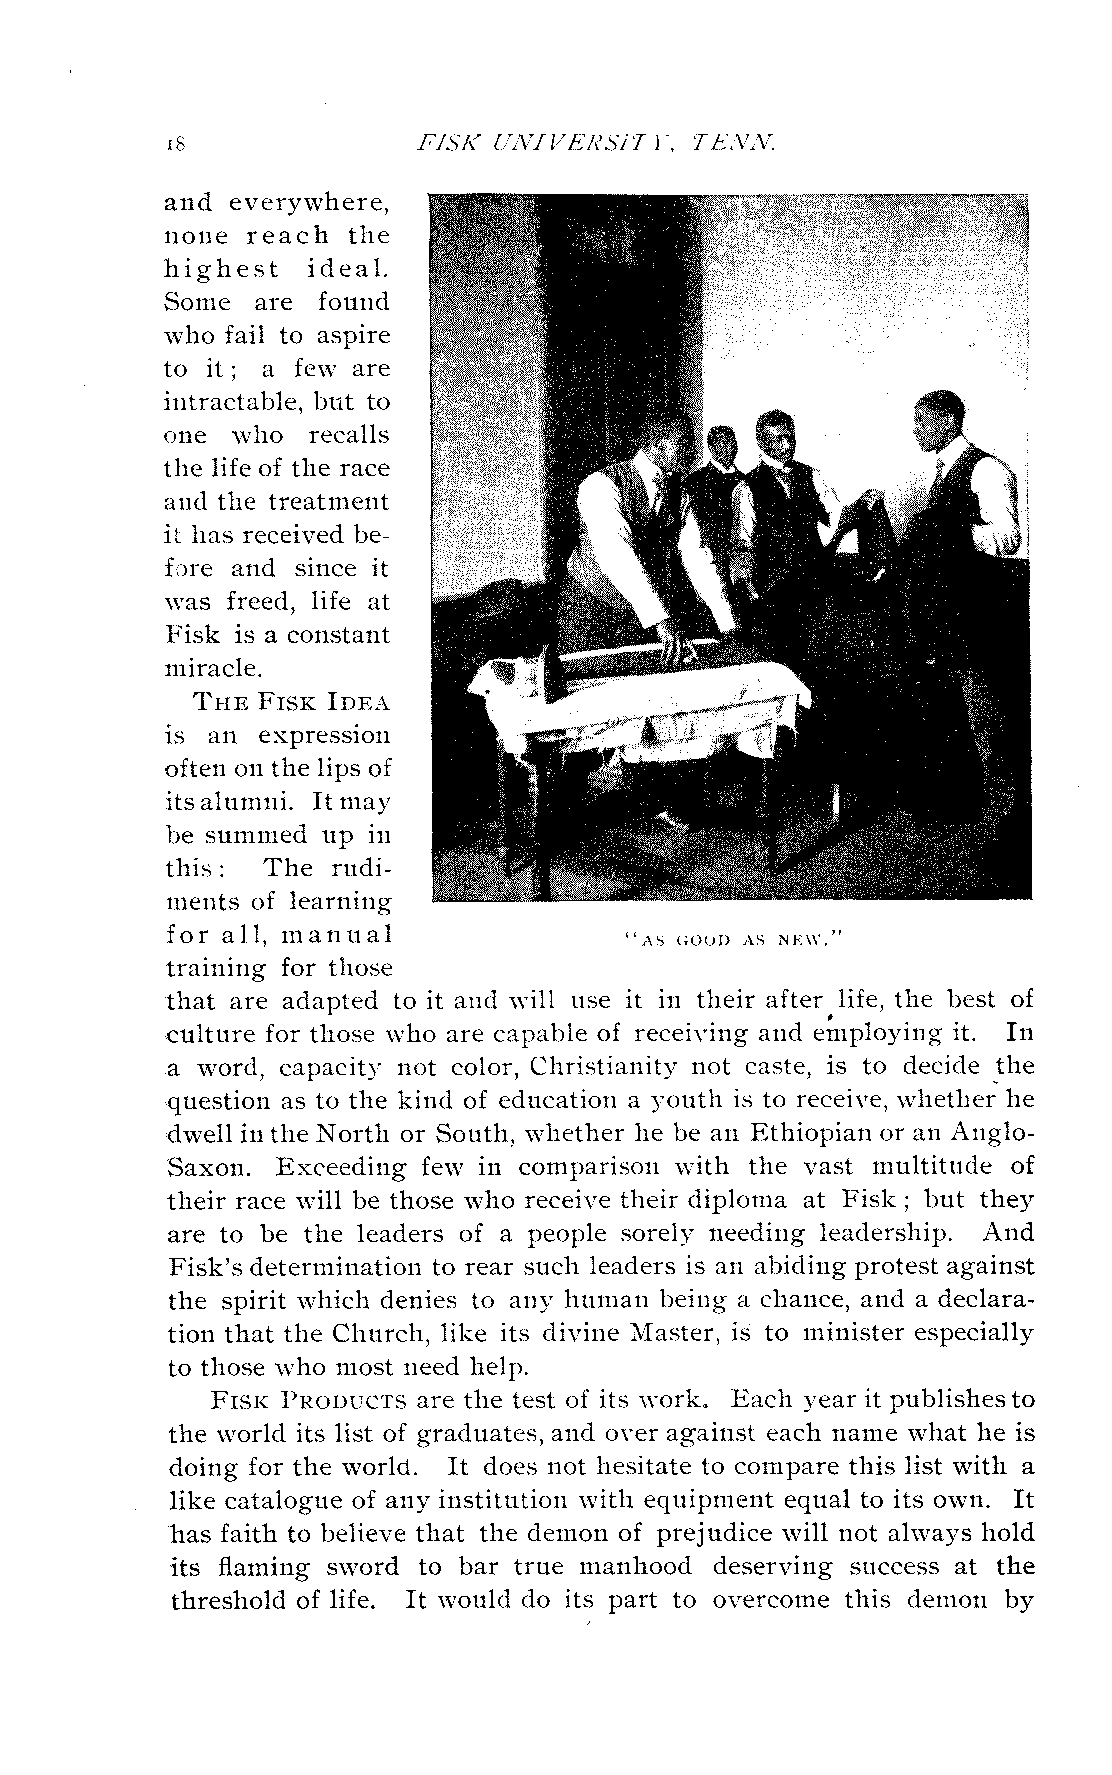 18 FISK UNIVERSITY, TENN.
and everywhere,
none reach the
highest ideal.
Some are found
who fail to aspire
to it; a few are
intractable, but to
one who recalls
the life of the race
and the treatment
it has received be-
fore and since it
was freed, life at
Fisk is a constant
miracle.
THE FISK IDEA
is an expression
often on the lips of
its alumni. It may
be summed up in
this: The rudi-
ments of learning
for all, manual
training for those
"AS GOOD AS NEW."
that are adapted to it and will use it in their after life, the best of
culture for those who are capable of receiving and employing it. In
a word, capacity not color, Christianity not caste, is to decide the
question as to the kind of education a youth is to receive, whether he
dwell in the North or South, whether he be an Ethiopian or an Anglo-
Saxon. Exceeding few in comparison with the vast multitude of
their race will be those who receive their diploma at Fisk; but they
are to be the leaders of a people sorely needing leadership. And
Fisk's determination to rear such leaders is an abiding protest against
the spirit which denies to any human being a chance, and a declara-
tion that the Church, like its divine Master, is to minister especially
to those who most need help.
FISK PRODUCTS are the test of its work. Each year it publishes to
the world its list of graduates, and over against each name what he is
doing for the world. It does not hesitate to compare this list with a
like catalogue of any institution with equipment equal to its own. It
has faith to believe that the demon of prejudice will not always hold
its flaming sword to bar true manhood deserving success at the
threshold of life. It would do its part to overcome this demon by